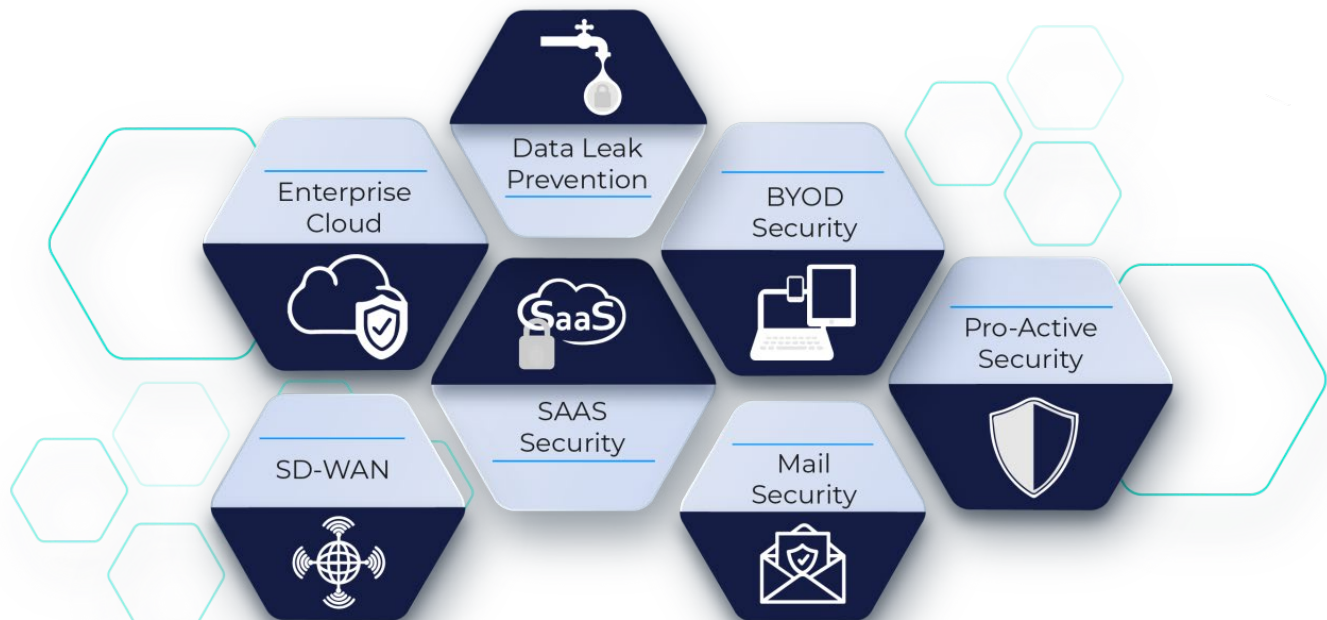 Data Leak
Prevention
Enterprise
Cloud
BYOD
Security
SaaS
SAAS
Security
Pro-Active
Security
SD-WAN
Mail
Security